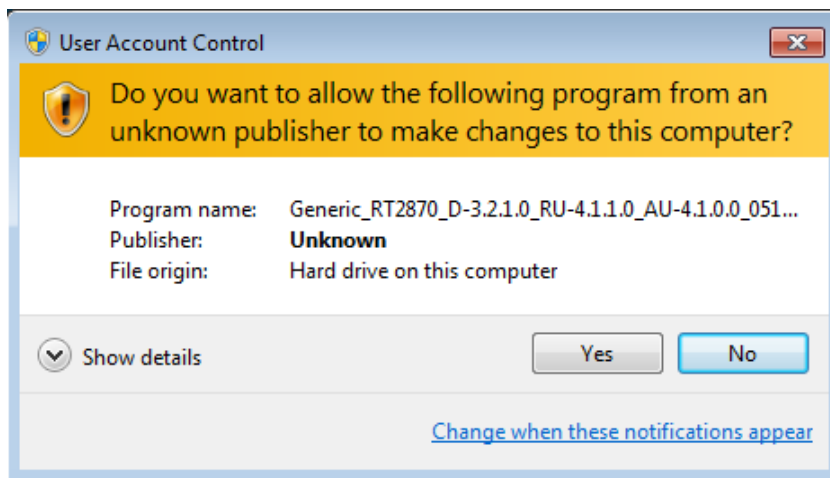 User Account Control
Do you want to allow the following program from an
unknown publisher to make changes to this computer?
Program name: Generic_RT2870_D-3.2.1.0_RU-4.1.1.0_AU-4.1.0.0_051...
Publisher: Unknown
File origin: Hard drive on this computer
Show details Yes No
Change when these notifications appear